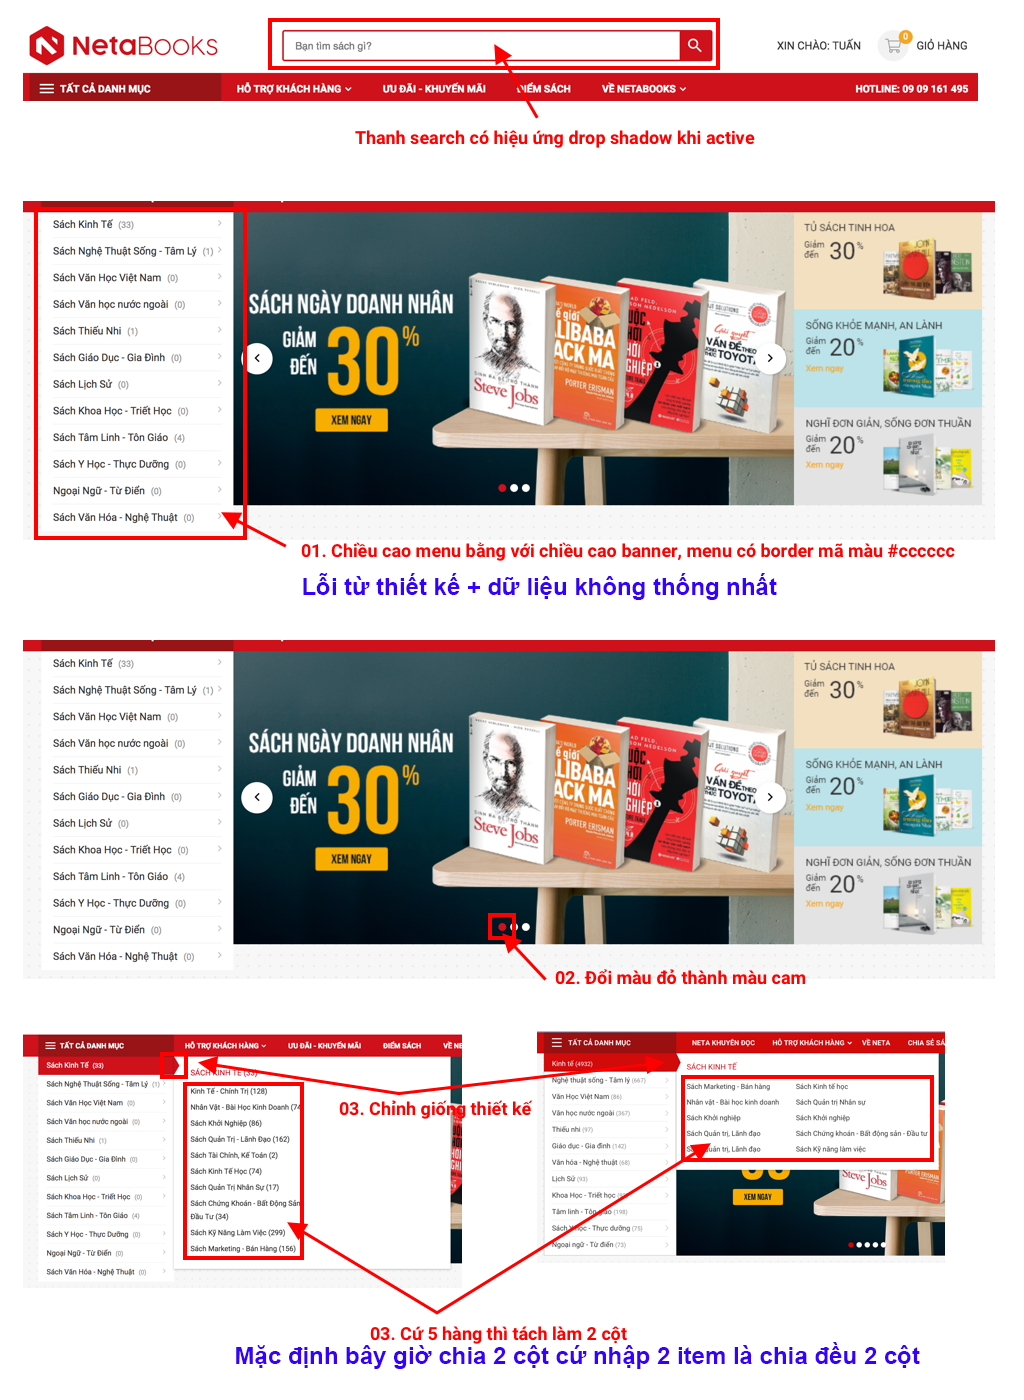 NetaBooks
Bạn tìm sách gì?
XIN CHÀO: TUẤN
0
GIỎ HÀNG
TẤT CẢ DANH MỤC
HỖ TRỢ KHÁCH HÀNG
ƯU ĐÃI - KHUYẾN MÃI
ĐIỂM SÁCH
VỀ NETABOOKS
HOTLINE: 09 09 161 495
Thanh search có hiệu ứng drop shadow khi active
Sách Kinh Tế (33)
Sách Nghệ Thuật Sống - Tâm Lý (1)
Sách Văn Học Việt Nam (0)
Sách Văn học nước ngoài (0)
Sách Thiếu Nhi (1)
Sách Giáo Dục - Gia Đình (0)
Sách Lịch Sử (0)
Sách Khoa Học - Triết Học (0)
Sách Tâm Linh - Tôn Giáo (4)
Sách Y Học - Thực Dưỡng (0)
Ngoại Ngữ - Từ Điển (0)
Sách Văn Hóa - Nghệ Thuật (0)
SÁCH NGÀY DOANH NHÂN
GIẢM
ĐẾN
30%
XEM NGAY
Steve Jobs
ALIBABA
JACK MA
PORTER ERISMAN
Giải quyết
VẤN ĐỀ THEO
TOYOTA
TỦ SÁCH TINH HOA
Giảm
đến 30%
SỐNG KHỎE MẠNH, AN LÀNH
Giảm
đến 20%
Xem ngay
NGHĨ ĐƠN GIẢN, SỐNG ĐƠN THUẦN
Giảm
đến 20%
Xem ngay
01. Chiều cao menu bằng với chiều cao banner, menu có border mã màu #cccccc
Lỗi từ thiết kế + dữ liệu không thống nhất
Sách Kinh Tế (33)
Sách Nghệ Thuật Sống - Tâm Lý (1)
Sách Văn Học Việt Nam (0)
Sách Văn học nước ngoài (0)
Sách Thiếu Nhi (1)
Sách Giáo Dục - Gia Đình (0)
Sách Lịch Sử (0)
Sách Khoa Học - Triết Học (0)
Sách Tâm Linh - Tôn Giáo (4)
Sách Y Học - Thực Dưỡng (0)
Ngoại Ngữ - Từ Điển (0)
Sách Văn Hóa - Nghệ Thuật (0)
SÁCH NGÀY DOANH NHÂN
GIẢM
ĐẾN
30%
XEM NGAY
Steve Jobs
ALIBABA
JACK MA
PORTER ERISMAN
Giải quyết
VẤN ĐỀ THEO
TOYOTA
TỦ SÁCH TINH HOA
Giảm
đến 30%
SỐNG KHỎE MẠNH, AN LÀNH
Giảm
đến 20%
Xem ngay
NGHĨ ĐƠN GIẢN, SỐNG ĐƠN THUẦN
Giảm
đến 20%
Xem ngay
02. Đổi màu đỏ thành màu cam
TẤT CẢ DANH MỤC
HỖ TRỢ KHÁCH HÀNG
ƯU ĐÃI - KHUYẾN MÃI
ĐIỂM SÁCH
VỀ NE
Sách Kinh Tế (33)
Sách Nghệ Thuật Sống - Tâm Lý (1)
Sách Văn Học Việt Nam (0)
Sách Văn học nước ngoài (0)
Sách Thiếu Nhi (1)
Sách Giáo Dục - Gia Đình (0)
Sách Lịch Sử (0)
Sách Khoa Học - Triết Học (0)
Sách Tâm Linh - Tôn Giáo (4)
Sách Y Học - Thực Dưỡng (0)
Ngoại Ngữ - Từ Điển (0)
Sách Văn Hóa - Nghệ Thuật (0)
SÁCH KINH TẾ (33)
Kinh Tế - Chính Trị (128)
Nhân Vật - Bài Học Kinh Doanh (74
Sách Khởi Nghiệp (86)
Sách Quản Trị - Lãnh Đạo (162)
Sách Tài Chính, Kế Toán (2)
Sách Kinh Tế Học (74)
Sách Quản Trị Nhân Sự (17)
Sách Chứng Khoán - Bất Động Sản
Đầu Tư (34)
Sách Kỹ Năng Làm Việc (299)
Sách Marketing - Bán Hàng (156)
03. Chỉnh giống thiết kế
TẤT CẢ DANH MỤC
NETA KHUYÊN ĐỌC
HỖ TRỢ KHÁCH HÀNG
VỀ NETA
CHIA SẺ SÁ
Kinh tế (4932)
Nghệ thuật sống - Tâm lý (667)
Văn Học Việt Nam (86)
Văn học nước ngoài (367)
Thiếu nhi (97)
Giáo dục - Gia đình (142)
Văn hóa - Nghệ thuật (68)
Lịch Sử (93)
Khoa Học - Triết học
Tâm linh - Tôn giáo (198)
Sách Y Học - Thực dưỡng (75)
Ngoại ngữ - Từ điển (73)
SÁCH KINH TẾ
Sách Marketing - Bán hàng
Sách Kinh tế học
Nhân vật - Bài học kinh doanh
Sách Quản trị Nhân sự
Sách Khởi nghiệp
Sách Khởi nghiệp
Sách Quản trị, Lãnh đạo
Sách Chứng khoán - Bất động sản - Đầu tư
Sách Quản trị, Lãnh đạo
Sách Kỹ năng làm việc
XEM NGAY
03. Cứ 5 hàng thì tách làm 2 cột
Mặc định bây giờ chia 2 cột cứ nhập 2 item là chia đều 2 cột